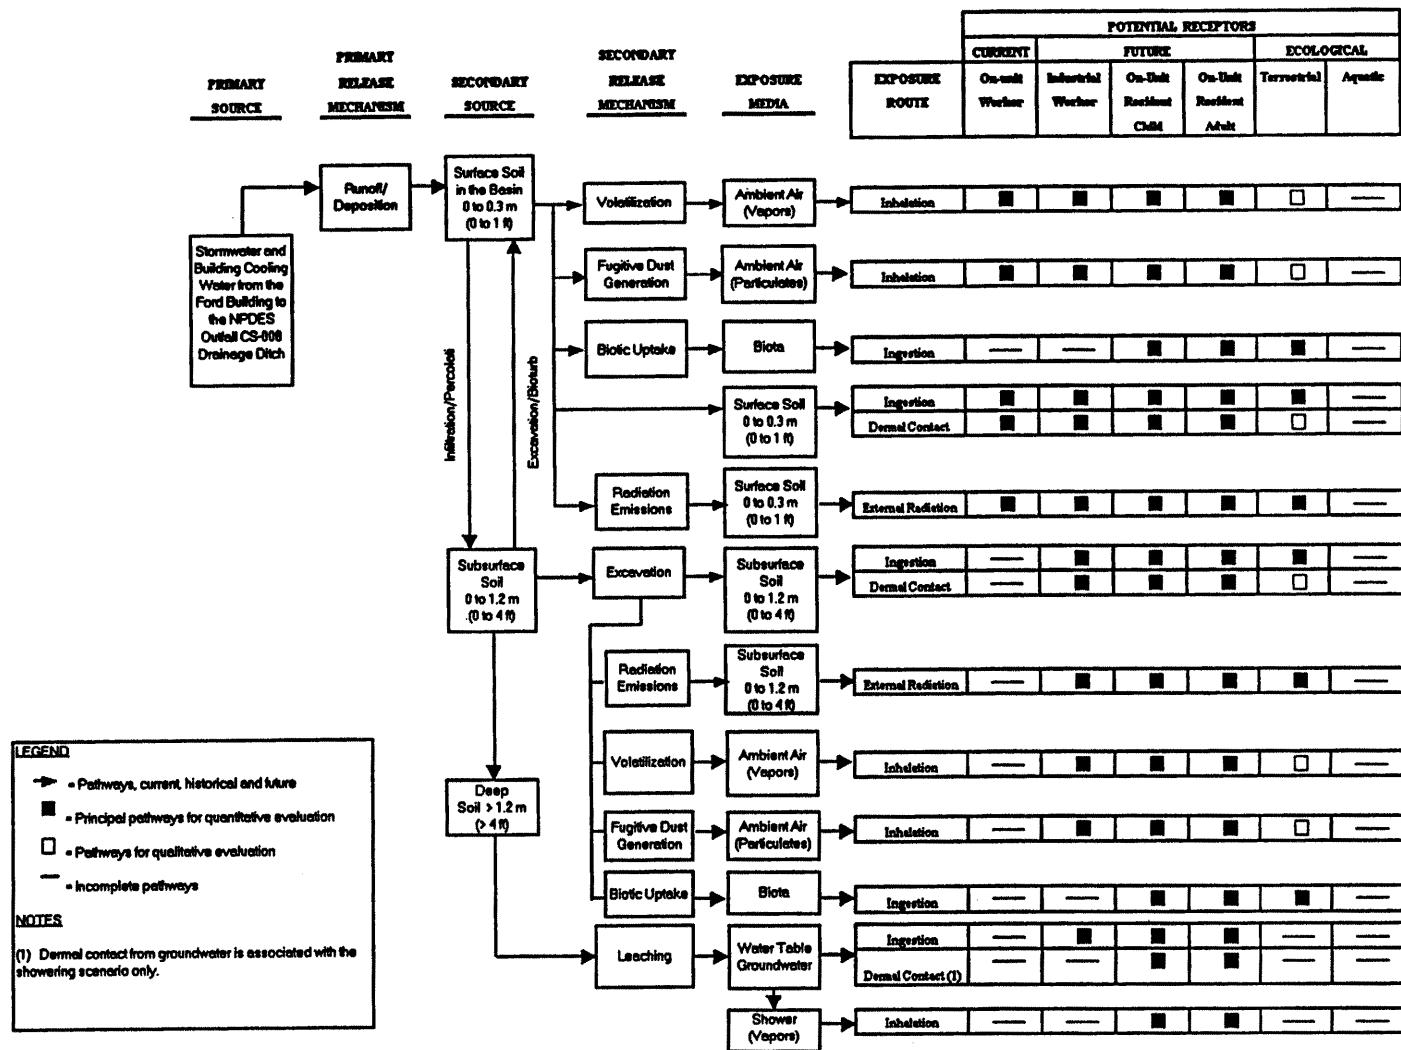 POTENTIAL RECEPTORS
CURRENT
FUTURE
ECOLOGICAL
PRIMARY
SOURCE
PRIMARY
RELEASE
MECHANISM
SECONDARY
SOURCE
SECONDARY
RELEASE
MECHANISM
EXPOSURE
MEDIA
EXPOSURE
ROUTE
On-unit
Worker
Industrial
Worker
On-Unit
Resident
Child
On-Unit
Resident
Adult
Terrestrial
Aquatic
Stormwater and
Building Cooling
Water from the
Ford Building to
the NPDES
Outfall CS-008
Drainage Ditch
Runoff/
Deposition
Surface Soil
in the Basin
0 to 0.3 m
(0 to 1 ft)
Infiltration/Percolati
Excavation/Bioturb
Volatilization
Ambient Air
(Vapors)
Inhalation
Fugitive Dust
Generation
Ambient Air
(Particulates)
Inhalation
Biotic Uptake
Biota
Ingestion
Surface Soil
0 to 0.3 m
(0 to 1 ft)
Ingestion
Dermal Contact
Radiation
Emissions
Surface Soil
0 to 0.3 m
(0 to 1 ft)
External Radiation
Subsurface
Soil
0 to 1.2 m
(0 to 4 ft)
Excavation
Subsurface
Soil
0 to 1.2 m
(0 to 4 ft)
Ingestion
Dermal Contact
Radiation
Emissions
Subsurface
Soil
0 to 1.2 m
(0 to 4 ft)
External Radiation
Volatilization
Ambient Air
(Vapors)
Inhalation
Deep
Soil > 1.2 m
(> 4 ft)
Fugitive Dust
Generation
Ambient Air
(Particulates)
Inhalation
Biotic Uptake
Biota
Ingestion
Leaching
Water Table
Groundwater
Ingestion
Dermal Contact (1)
Shower
(Vapors)
Inhalation
LEGEND
= Pathways, current, historical and future
= Principal pathways for quantitative evaluation
= Pathways for qualitative evaluation
= Incomplete pathways
NOTES
(1) Dermal contact from groundwater is associated with the
showering scenario only.